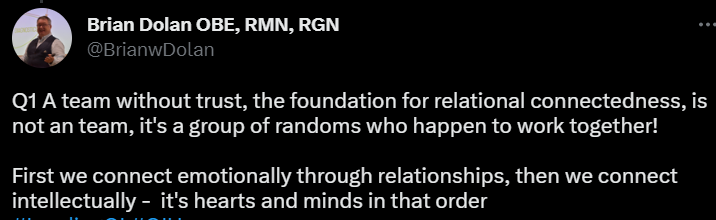 Brian Dolan OBE, RMN, RGN
@BrianwDolan
Q1 A team without trust, the foundation for relational connectedness, is
not an team, it's a group of randoms who happen to work together!
First we connect emotionally through relationships, then we connect
intellectually - it's hearts and minds in that order